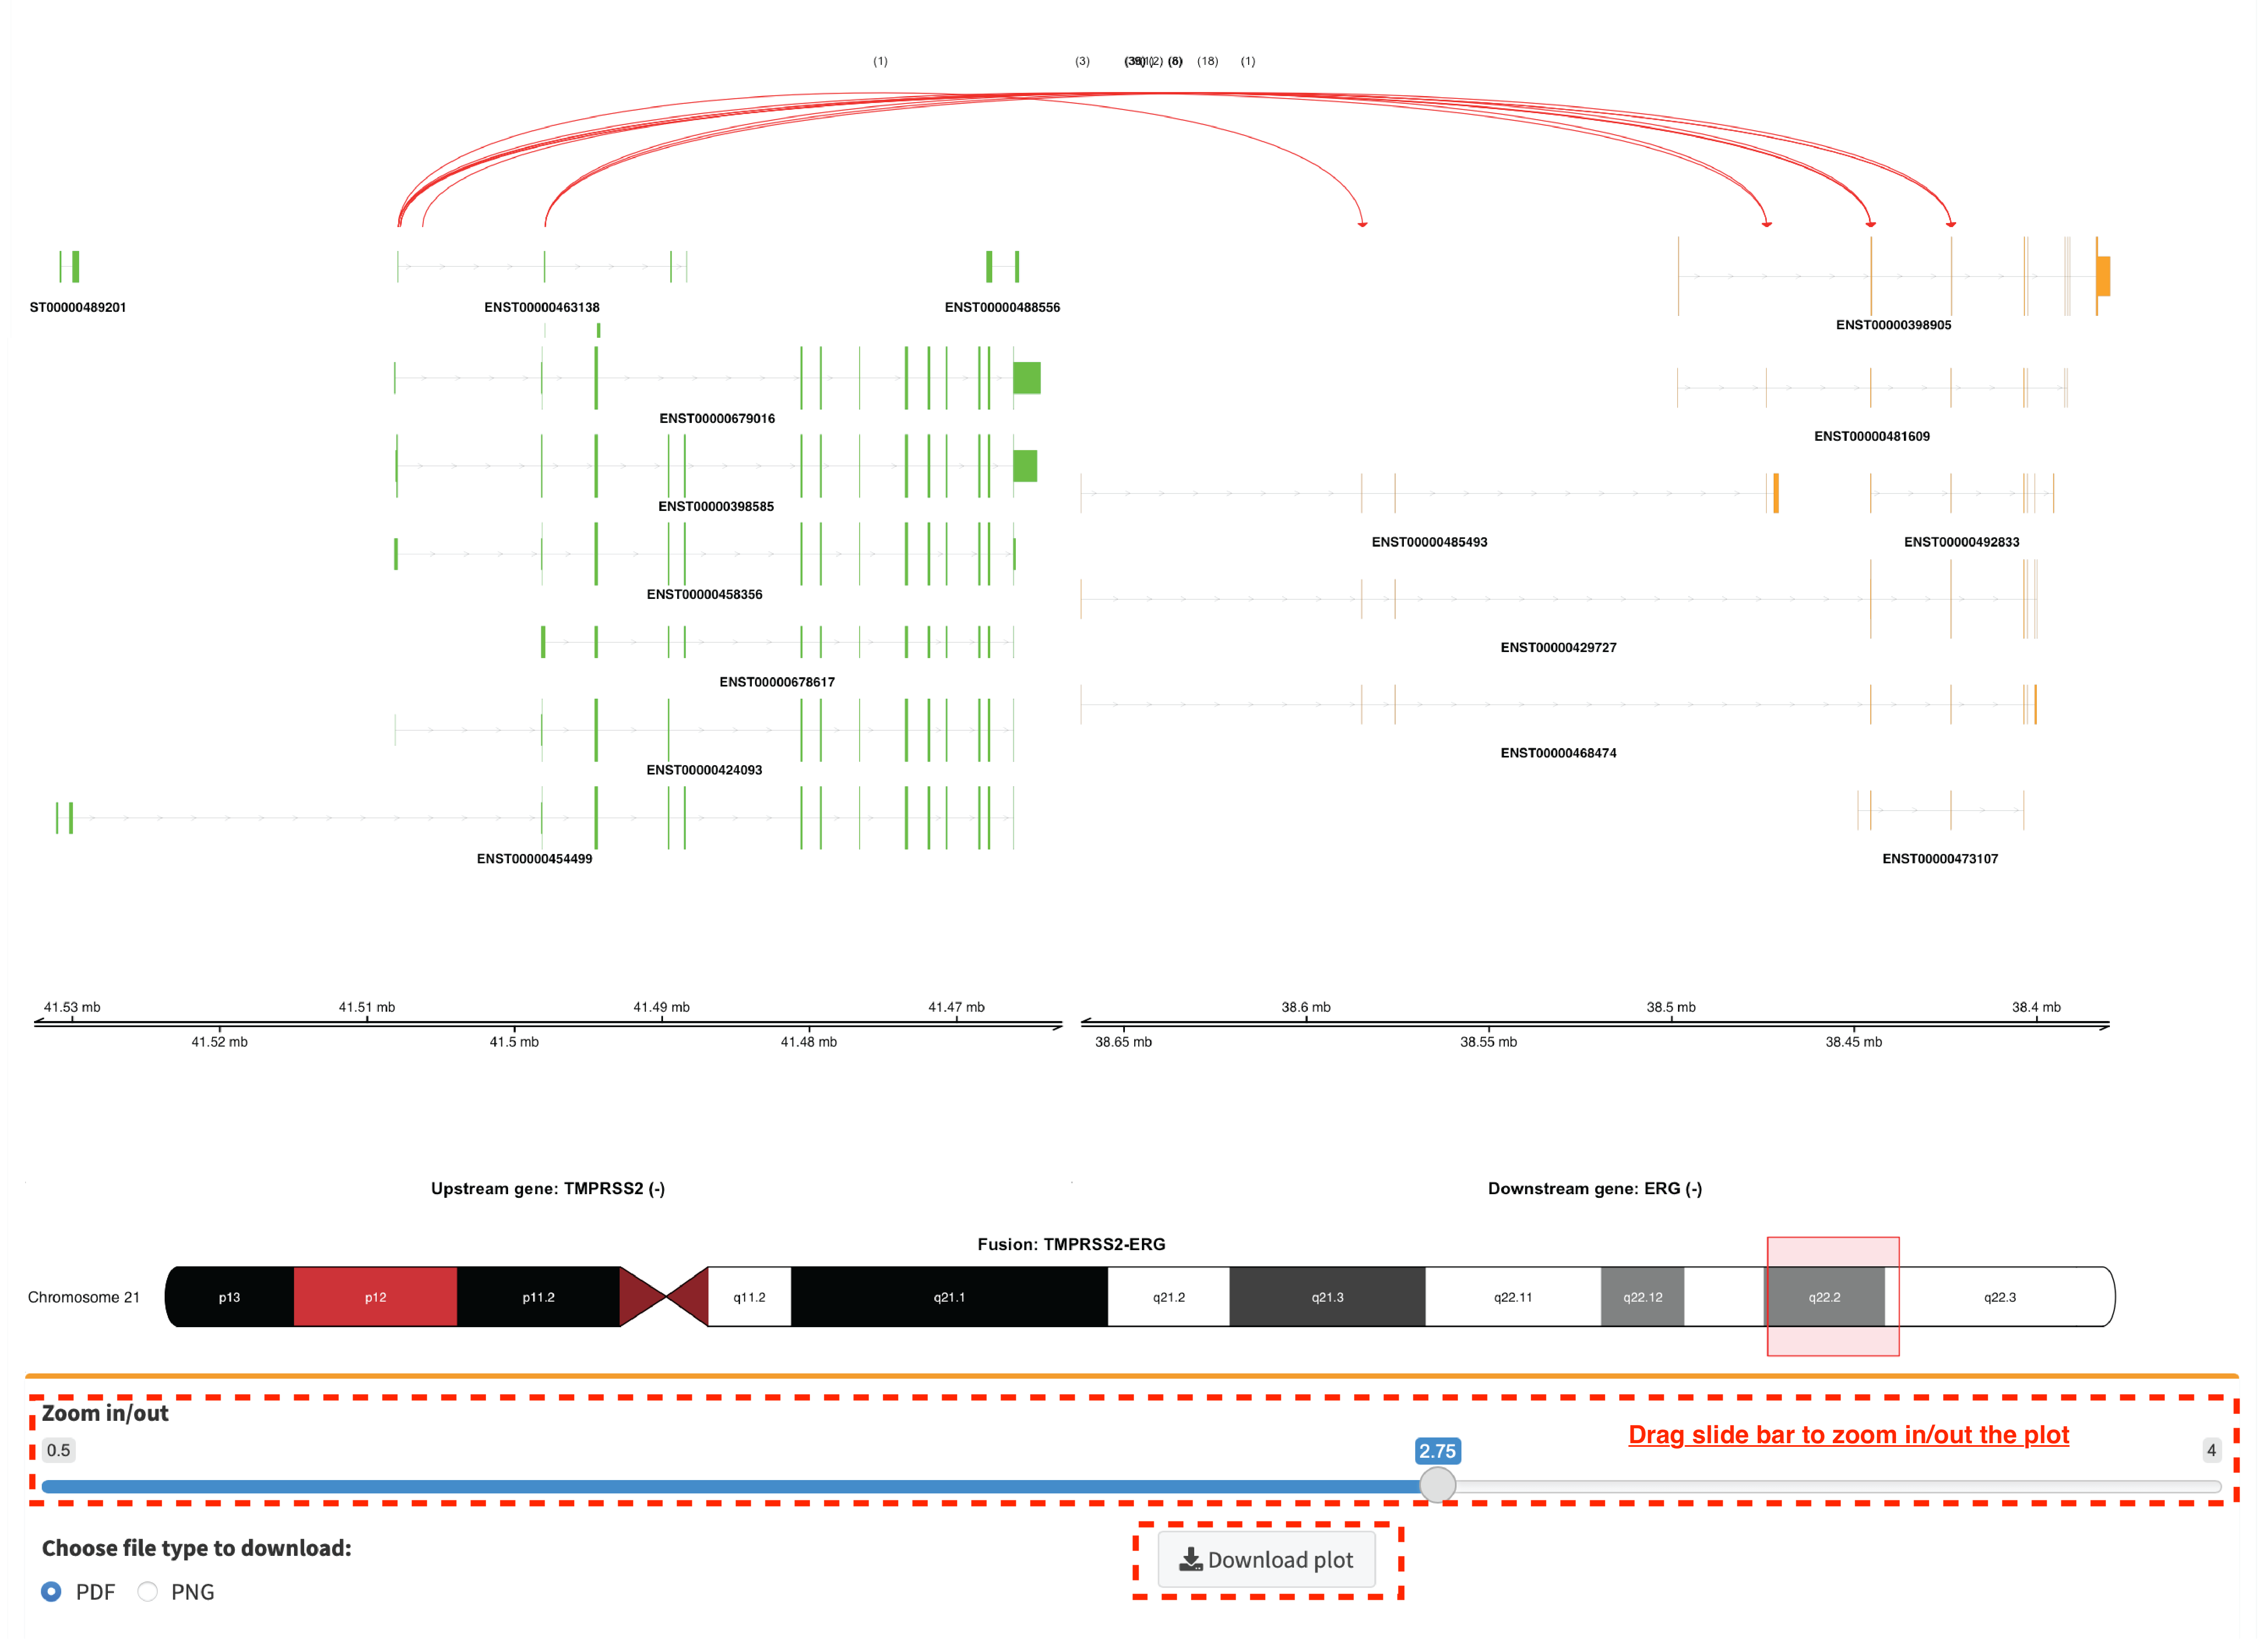 (1) (3) (6) (18) (1)
ST00000489201 ENST00000463138 ENST00000488556
ENST00000398905
ENST00000679016
ENST00000481609
ENST00000398585
ENST00000485493 ENST00000492833
ENST00000458356
ENST00000429727
ENST00000678617
ENST00000468474
ENST00000424093
ENST00000454499 ENST00000473107
41.53 mb 41.51 mb 41.49 mb 41.47 mb 38.6 mb 38.5 mb 38.4 mb
41.52 mb 41.5 mb 41.48 mb 38.65 mb 38.55 mb 38.45 mb
Upstream gene: TMPRSS2 (-) Downstream gene: ERG (-)
Fusion: TMPRSS2-ERG
Chromosome 21 p13 p12 p11.2 q11.2 q21.1 q21.2 q21.3 q22.11 q22.12 q22.2 q22.3
Zoom in/out
Drag slide bar to zoom in/out the plot
0.5 2.75 4
Choose file type to download:
Download plot
PDF PNG